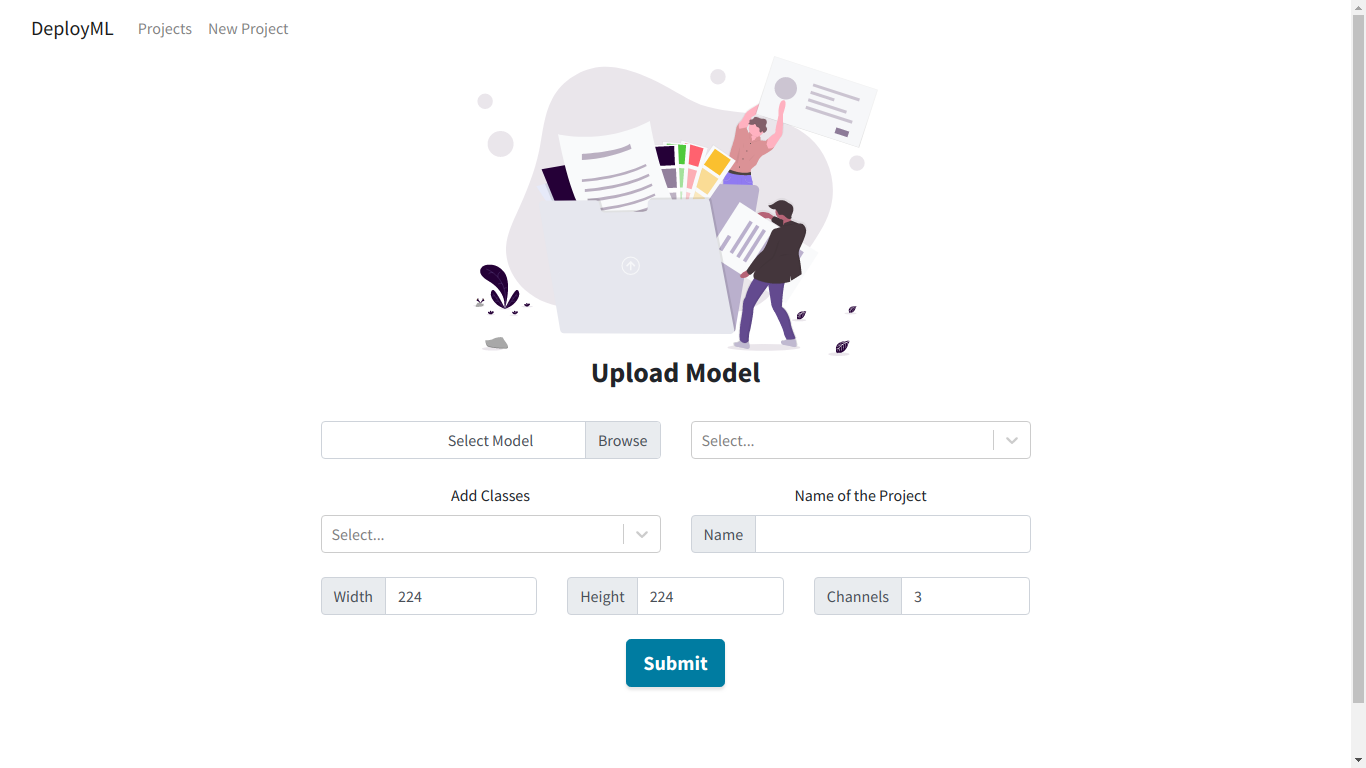 DeployML Projects New Project
Upload Model
Select Model Browse Select...
Add Classes Name of the Project
Select... Name
Width 224 Height 224 Channels 3
Submit